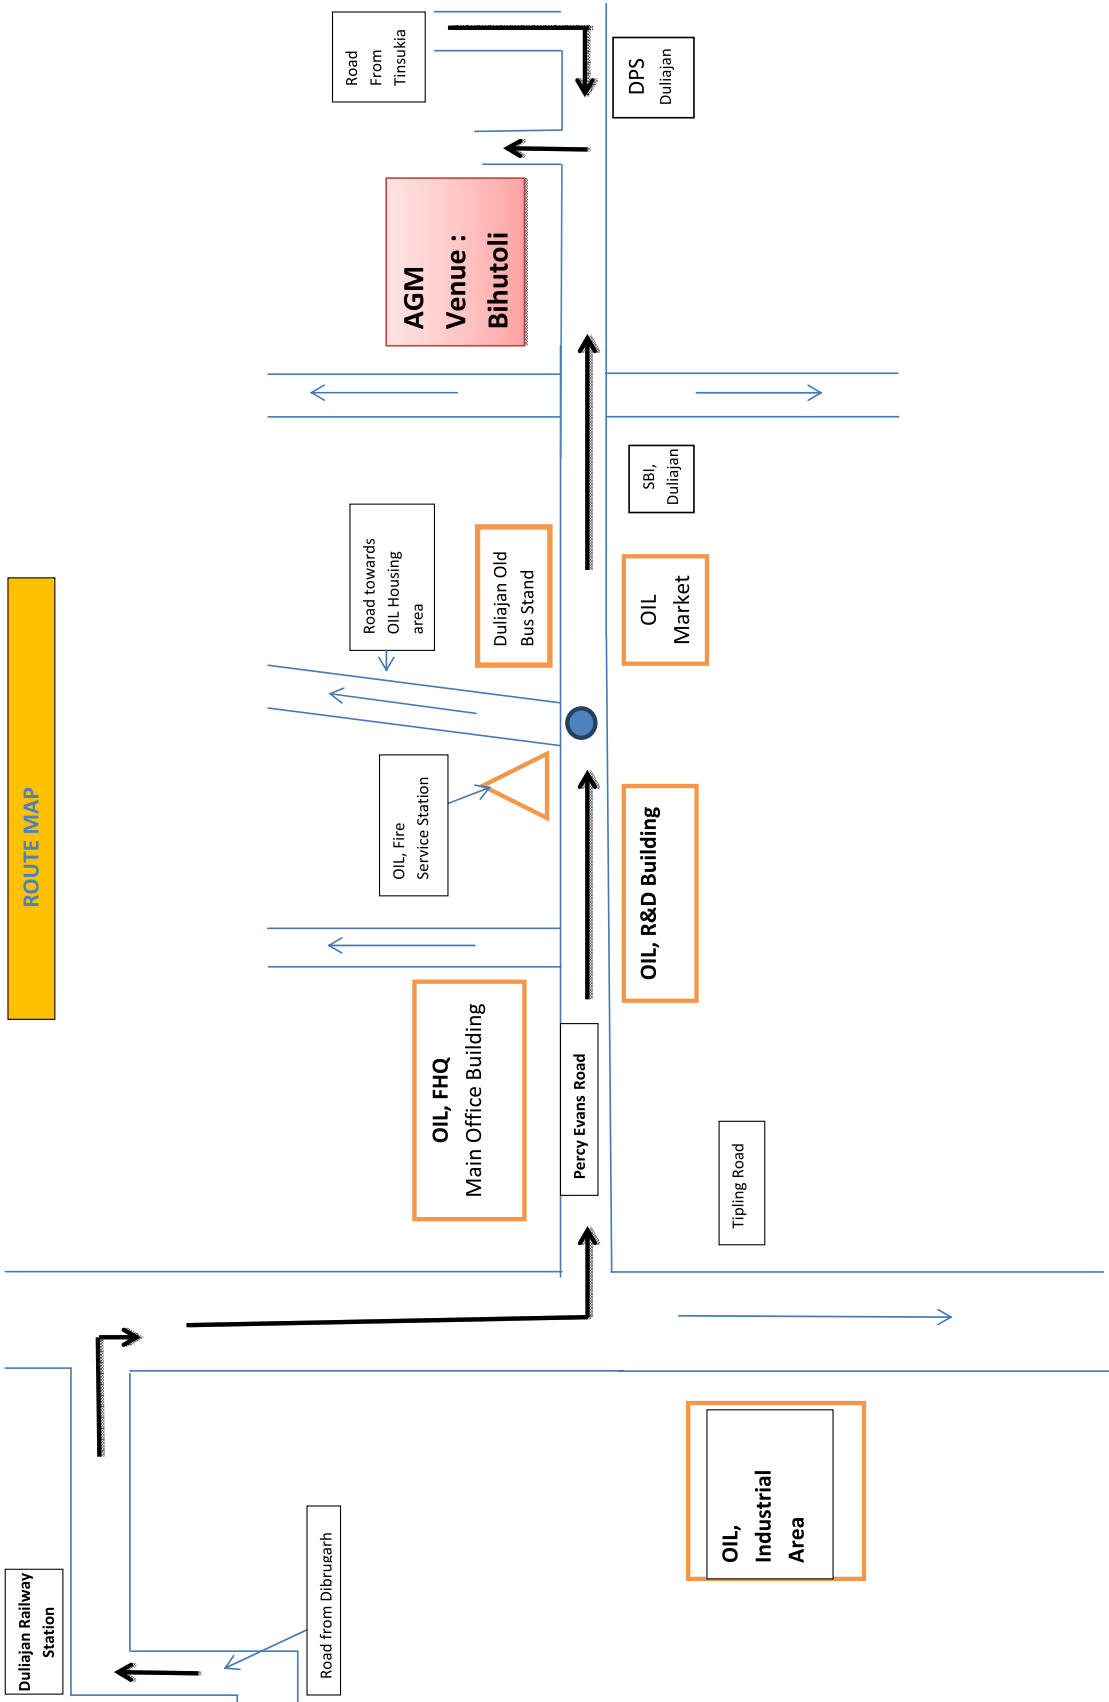 ROUTE MAP
Duliajan Railway
Station
Road from Dibrugarh
OIL,
Industrial
Area
Tipling Road
OIL, FHQ
Main Office Building
Percy Evans Road
OIL, R&D Building
OIL, Fire
Service Station
Road towards
OIL Housing
area
Duliajan Old
Bus Stand
OIL
Market
SBI,
Duliajan
AGM
Venue :
Bihutoli
Road
From
Tinsukia
DPS
Duliajan